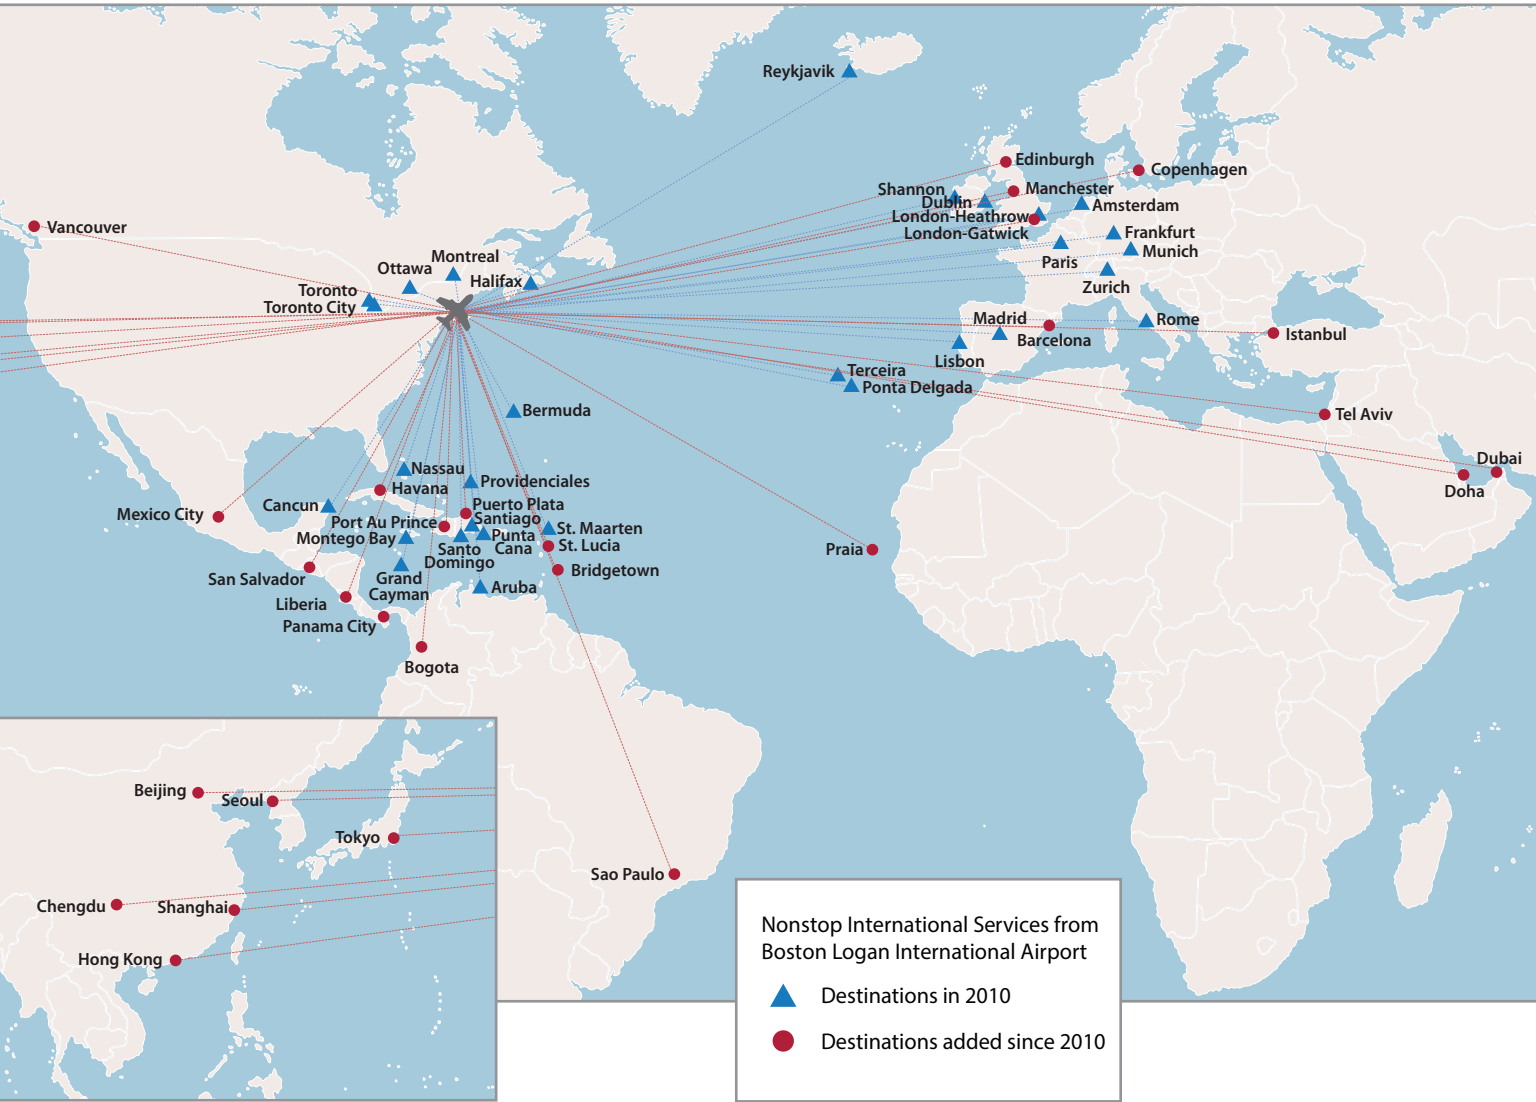 Reykjavik
Edinburgh
Copenhagen
Shannon
Manchester
Dublin
Amsterdam
London-Heathrow
Vancouver
London-Gatwick
Frankfurt
Montreal
Munich
Ottawa
Paris
Halifax
Zurich
Toronto
Toronto City
Madrid
Rome
Istanbul
Barcelona
Lisbon
Terceira
Ponta Delgada
Bermuda
Tel Aviv
Dubai
Nassau
Providenciales
Havana
Doha
Cancun
Puerto Plata
Mexico City
Santiago
Port Au Prince
St. Maarten
Montego Bay
Punta
Cana
St. Lucia
Santo
Domingo
Praia
Bridgetown
San Salvador
Grand
Cayman
Aruba
Liberia
Panama City
Bogota
Beijing
Seoul
Tokyo
Sao Paulo
Chengdu
Shanghai
Hong Kong
Nonstop International Services from
Boston Logan International Airport
Destinations in 2010
Destinations added since 2010